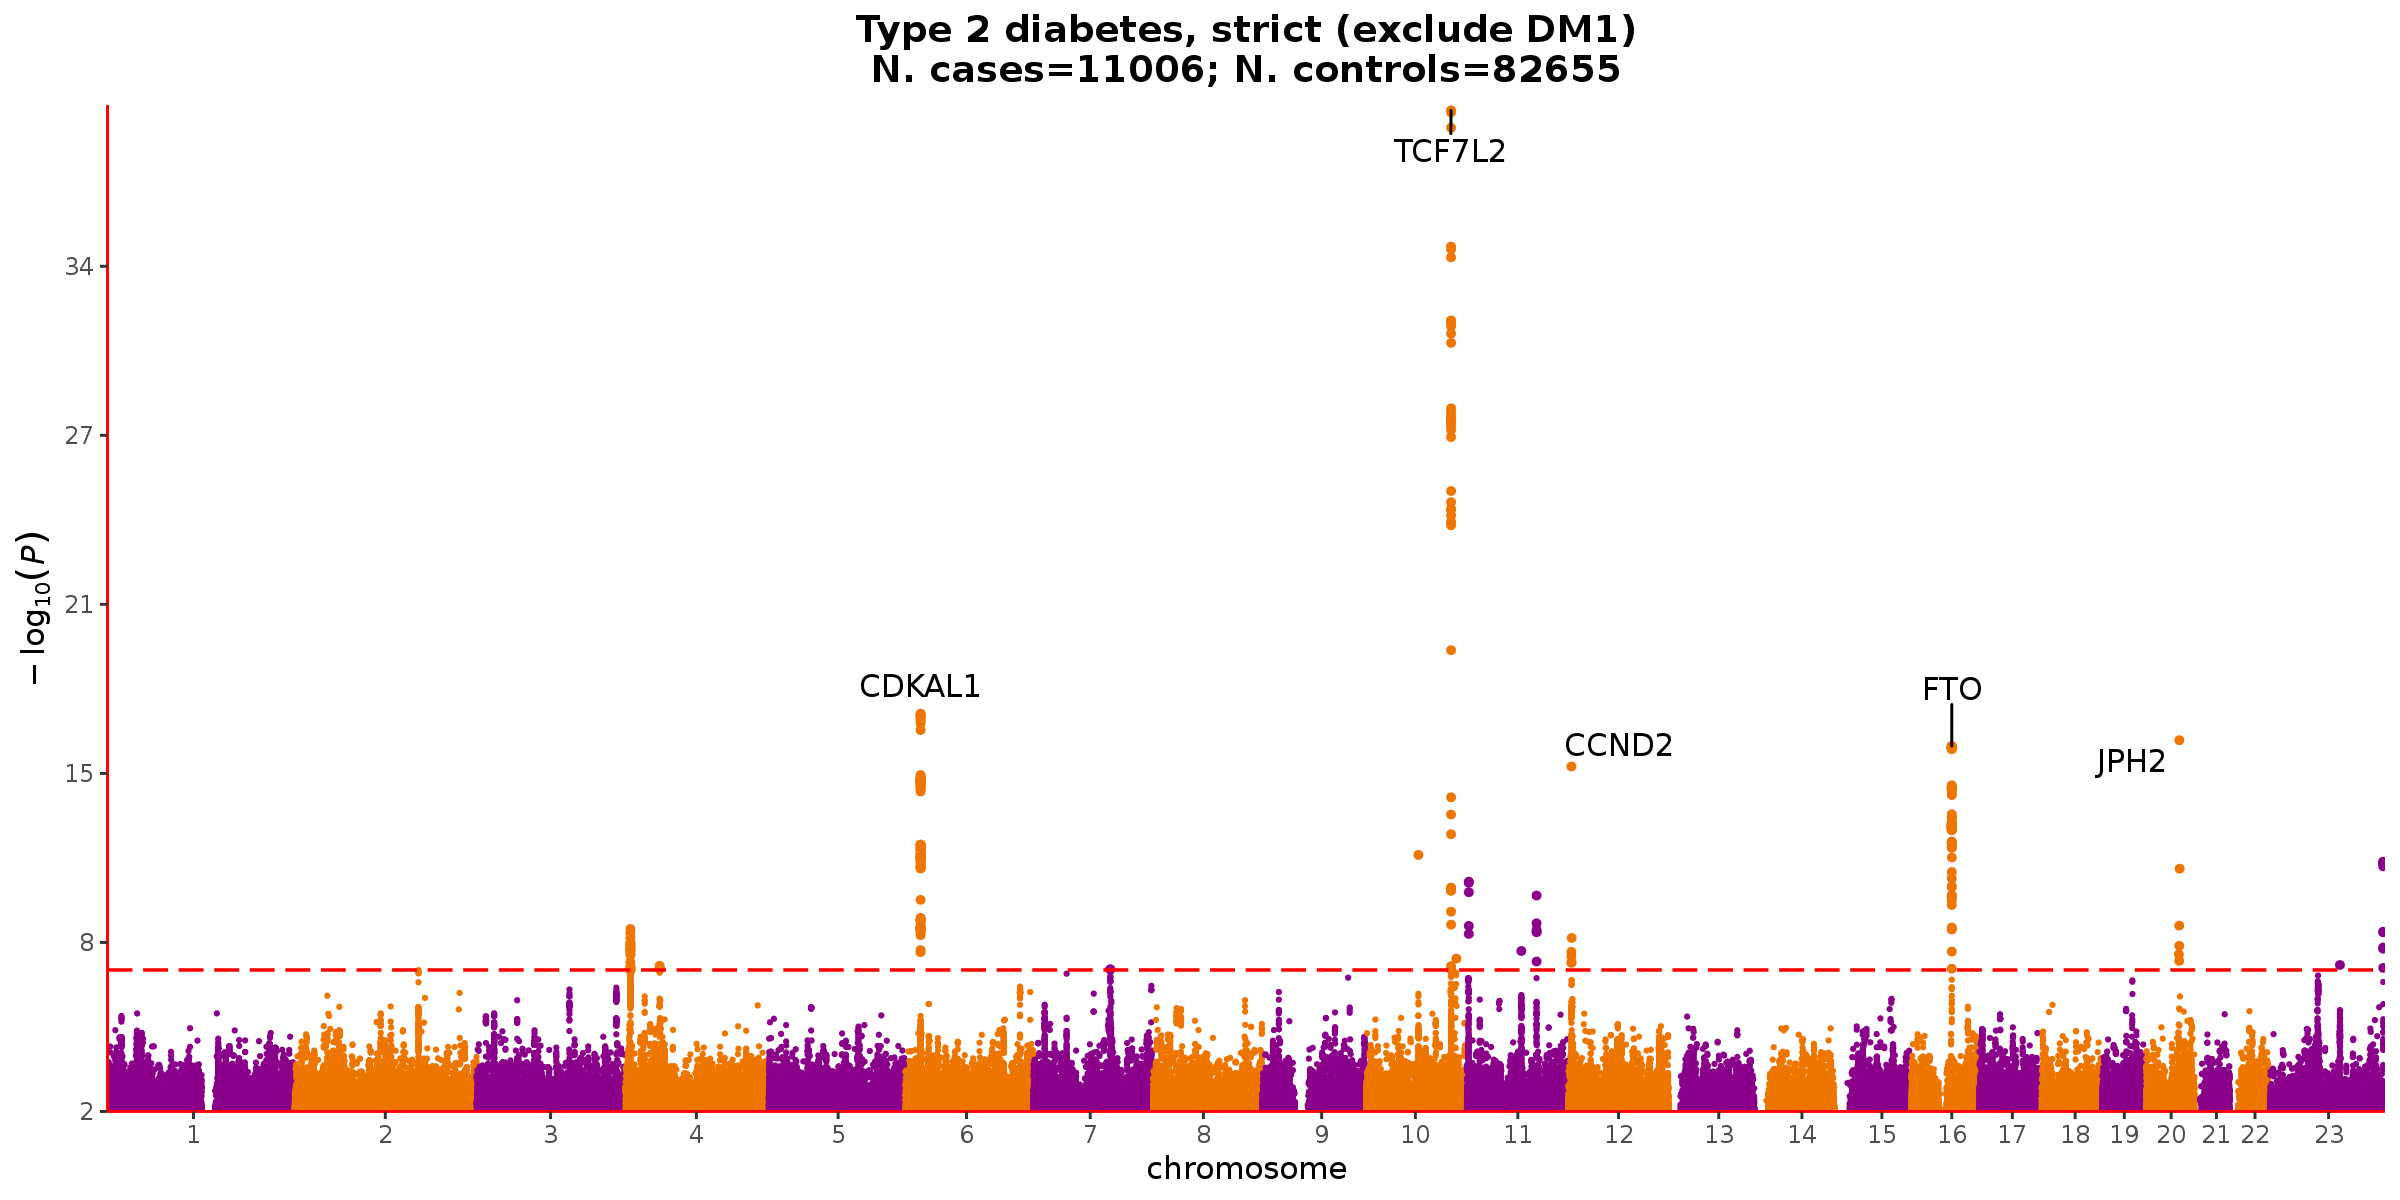 Type 2 diabetes, strict (exclude DM1)
N. cases=11006; N. controls=82655
TCF7L2
34
27
−log10(P)
21
CDKAL1
FTO
CCND2
JPH2
15
8
2
1 2 3 4 5 6 7 8 9 10 11 12 13 14 15 16 17 18 19 20 21 22 23
chromosome